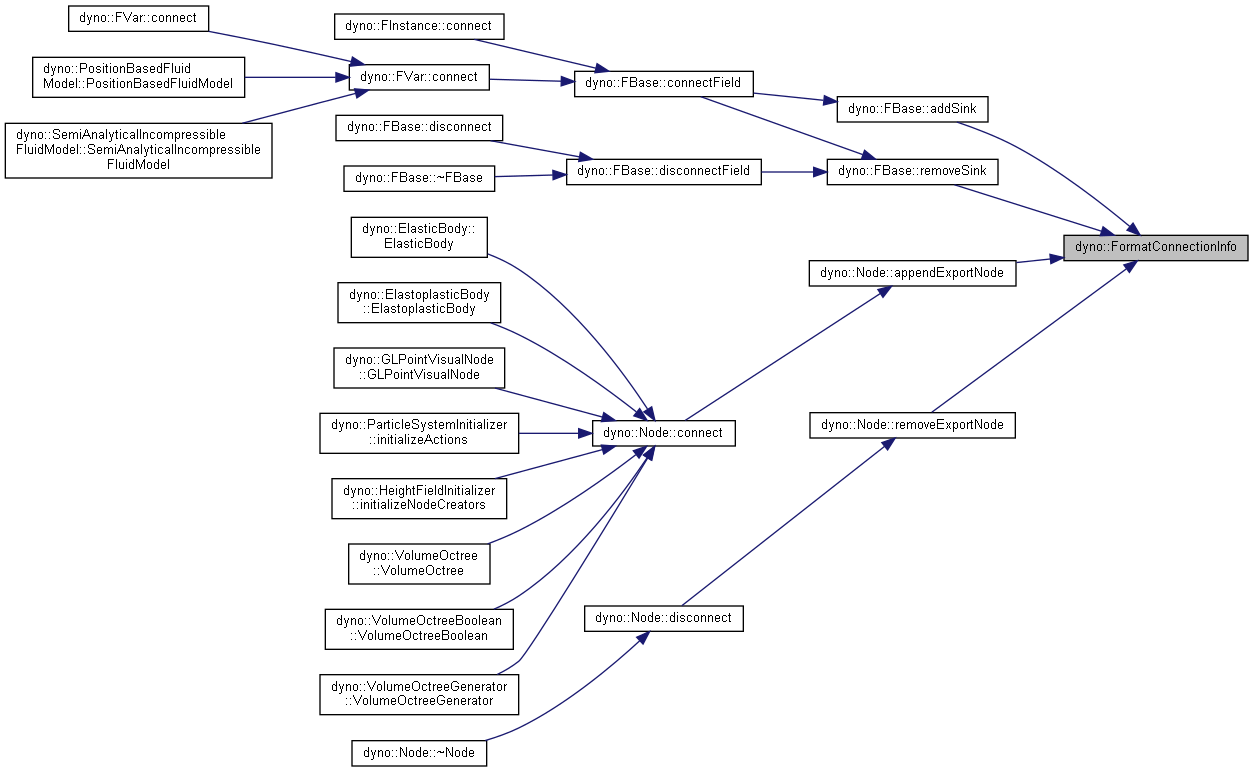 dyno::FVar::connect
dyno::FInstance::connect
dyno::PositionBasedFluid
Model::PositionBasedFluidModel
dyno::FVar::connect
dyno::FBase::connectField
dyno::FBase::addSink
dyno::SemiAnalyticalIncompressible
FluidModel::SemiAnalyticalIncompressible
FluidModel
dyno::FBase::disconnect
dyno::FBase::~FBase
dyno::FBase::disconnectField
dyno::FBase::removeSink
dyno::ElasticBody::
ElasticBody
dyno::FormatConnectionInfo
dyno::Node::appendExportNode
dyno::ElastoplasticBody
::ElastoplasticBody
dyno::GLPointVisualNode
::GLPointVisualNode
dyno::ParticleSystemInitializer
::initializeActions
dyno::Node::connect
dyno::Node::removeExportNode
dyno::HeightFieldInitializer
::initializeNodeCreators
dyno::VolumeOctree
::VolumeOctree
dyno::VolumeOctreeBoolean
::VolumeOctreeBoolean
dyno::Node::disconnect
dyno::VolumeOctreeGenerator
::VolumeOctreeGenerator
dyno::Node::~Node